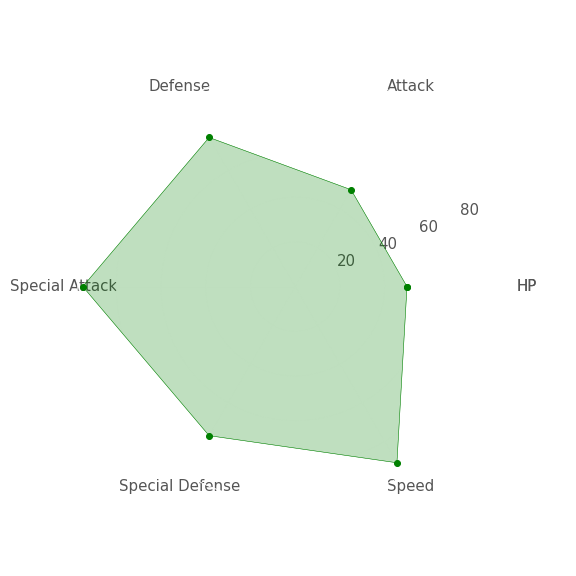 Defense
Attack
80
60
40
20
Special Attack
HP
Special Defense
Speed